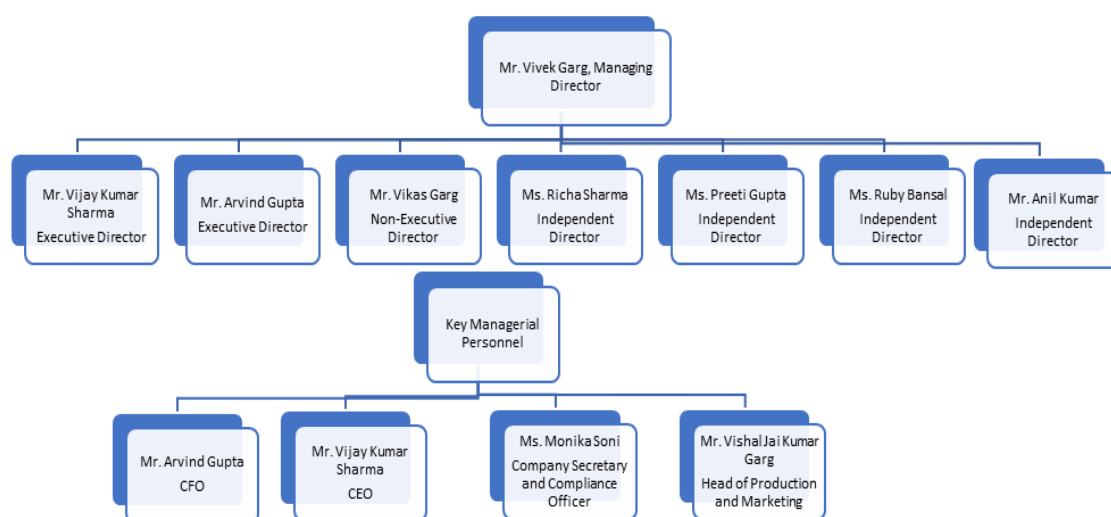 Mr. Vivek Garg, Managing
Director
Mr. Vijay Kumar
Sharma
Executive Director
Mr. Arvind Gupta
Executive Director
Mr. Vikas Garg
Non-Executive
Director
Ms. Richa Sharma
Independent
Director
Ms. Preeti Gupta
Independent
Director
Ms. Ruby Bansal
Independent
Director
Mr. Anil Kumar
Independent
Director
Key Managerial
Personnel
Mr. Arvind Gupta
CFO
Mr. Vijay Kumar
Sharma
CEO
Ms. Monika Soni
Company Secretary
and Compliance
Officer
Mr. Vishal Jai Kumar
Garg
Head of Production
and Marketing